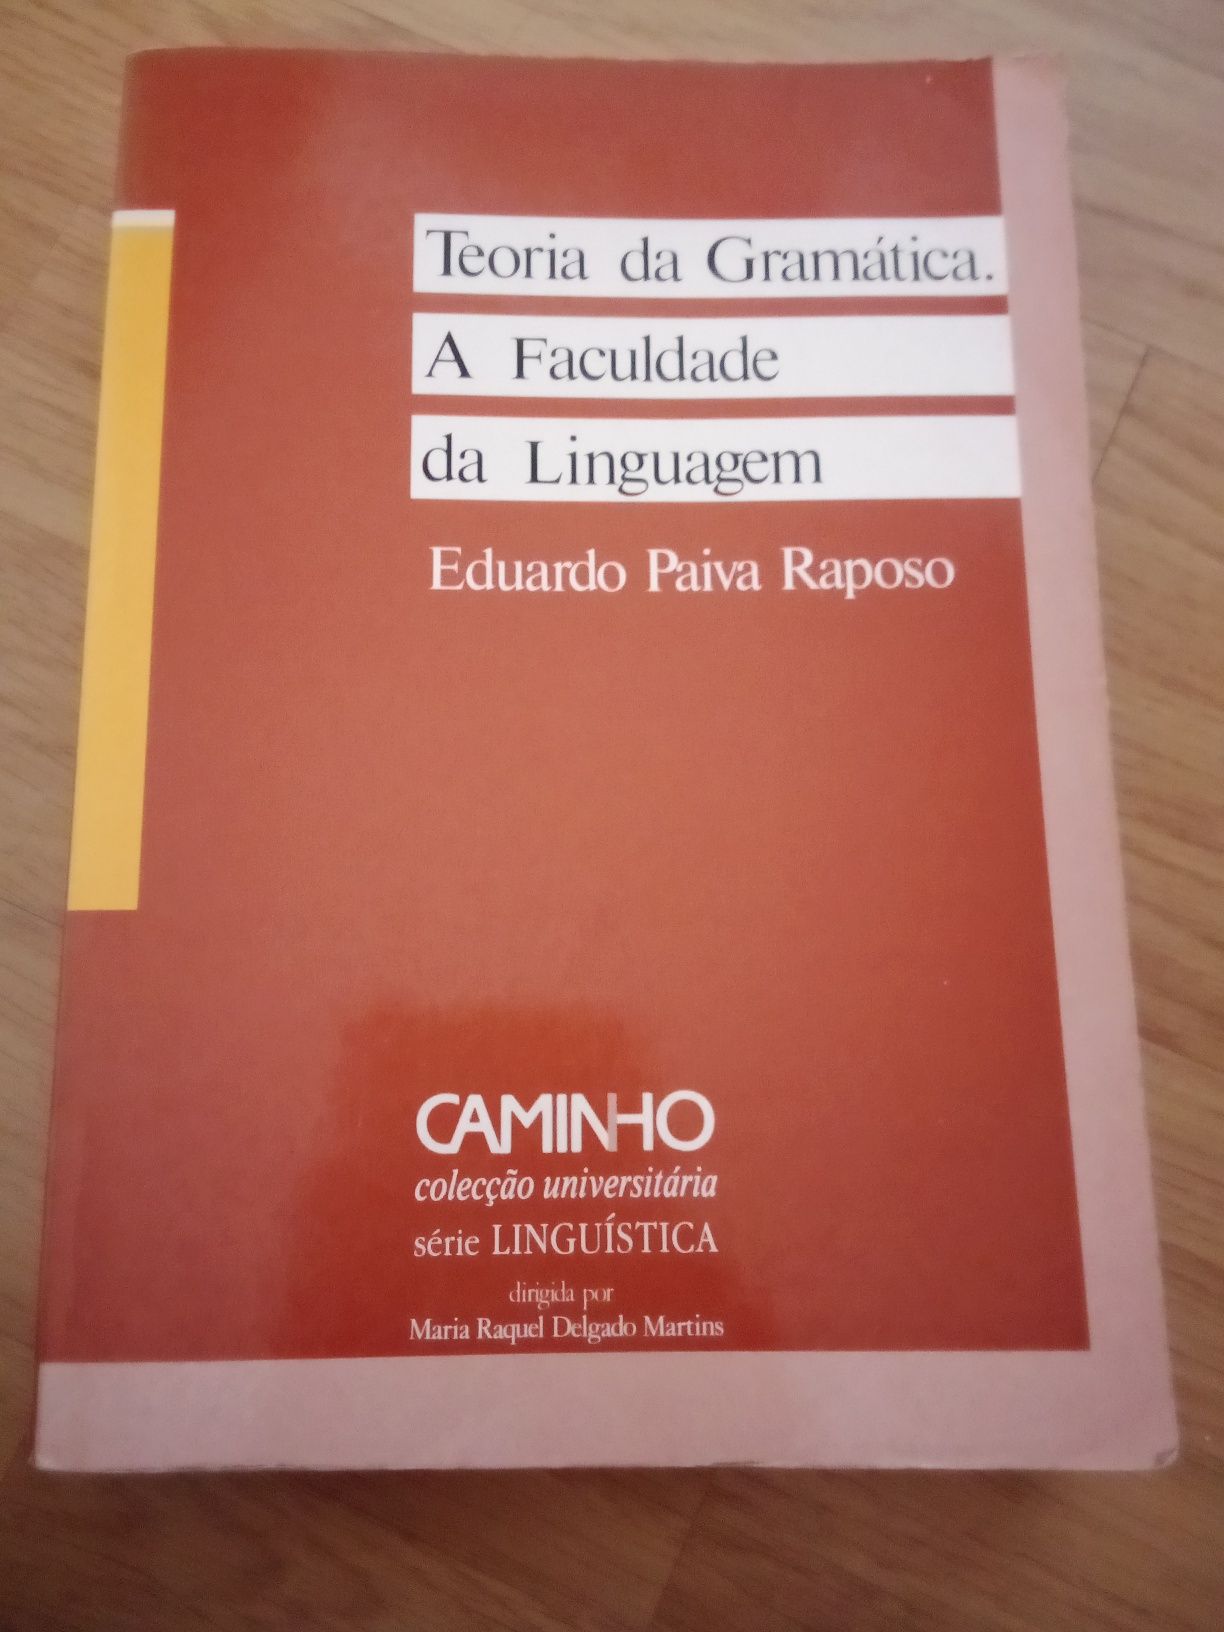 Teoria da Gramática.
A Faculdade
da Linguagem
Eduardo Paiva Raposo
CAMINHO
colecção universitária
série LINGUÍSTICA
dirigida por
Maria Raquel Delgado Martins